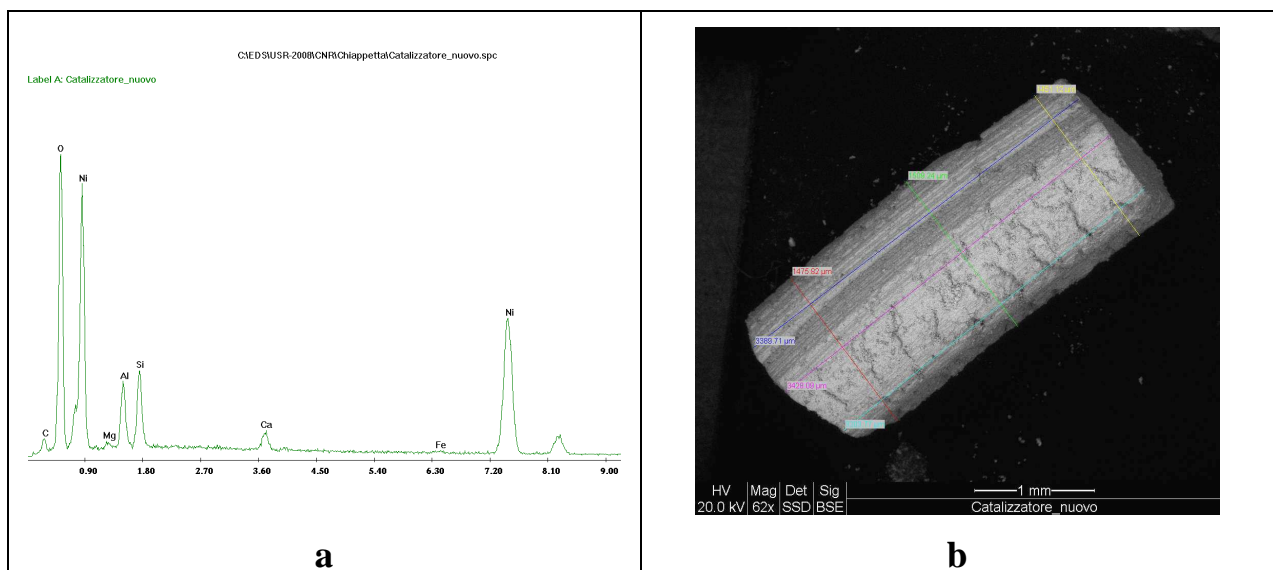 C:\EDS\USR-2008\CNR\Chiappetta\Catalizzatore_nuovo.spc
Label A: Catalizzatore_nuovo
O
Ni
C
Mg
Al
Si
Ca
Fe
Ni
0.90 1.80 2.70 3.60 4.50 5.40 6.30 7.20 8.10 9.00
a
1475.92 µm
3389.71 µm
3428.09 µm
HV Mag Det Sig
20.0 kV 62x SSD BSE
1 mm
Catalizzatore_nuovo
b